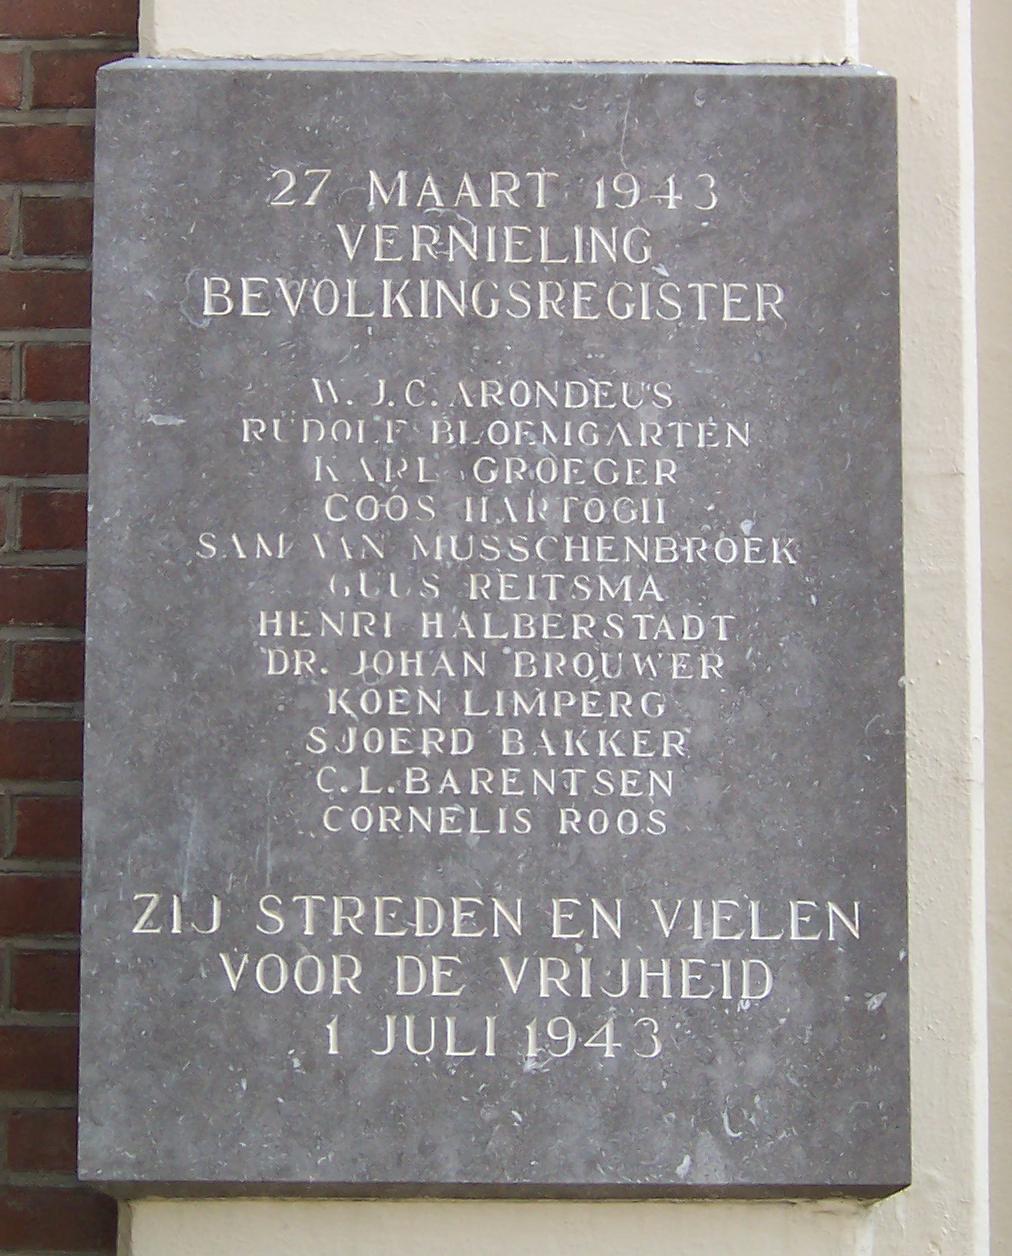 27 MAART 1943
VERNIELING
BEVOLKINGSREGISTER
W. J. C. ARONDEUS
RUDOLF BLOEMGARTEN
KARL GROEGER
COOS HARTOGH
SAM VAN MUSSCHENBROEK
GUUS REITSMA
HENRI HALBERSTADT
DR. JOHAN BROUWER
KOEN LIMPERG
SJOERD BAKKER
C.L.BARENTSEN
CORNELIS ROOS
ZIJ STREDEN EN VIELEN
VOOR DE VRIJHEID
1 JULI 1943